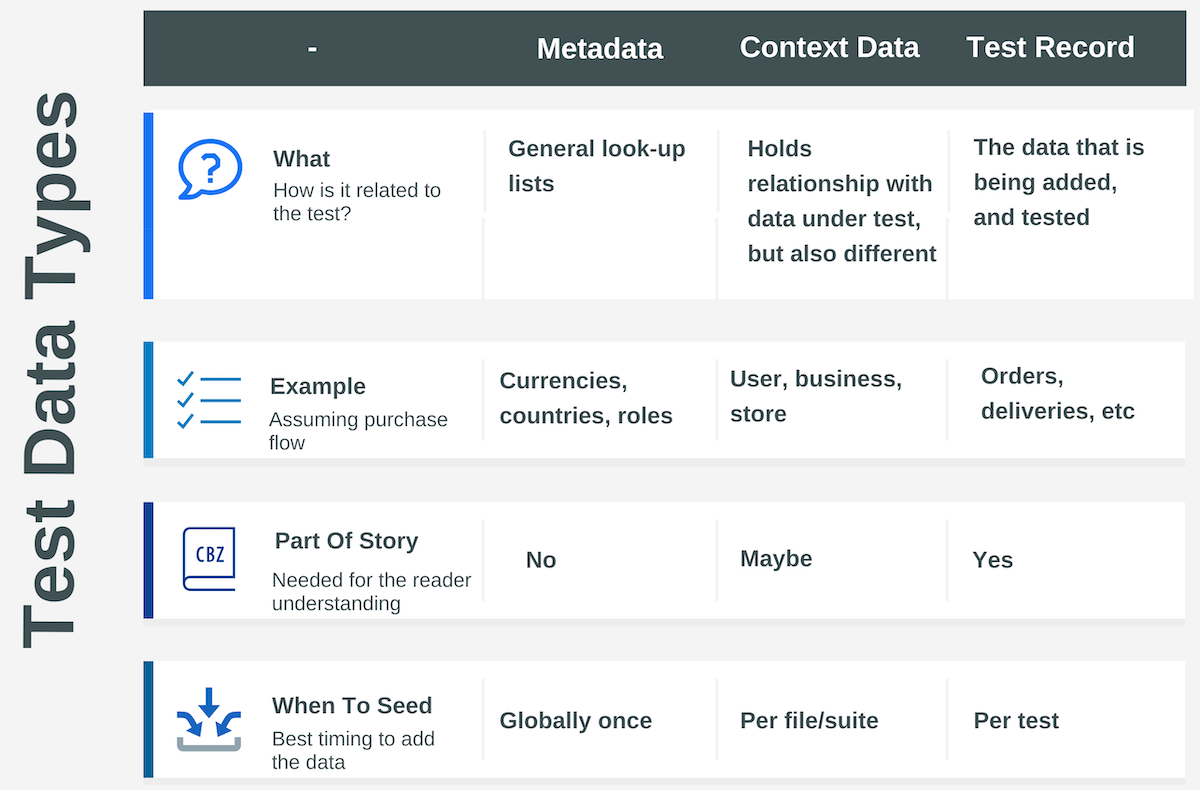 Test Data Types
-
Metadata
Context Data
Test Record
?
What
How is it related to
the test?
General look-up
lists
Holds
relationship with
data under test,
but also different
The data that is
being added,
and tested
Example
Assuming purchase
flow
Currencies,
countries, roles
User, business,
store
Orders,
deliveries, etc
CBZ
Part Of Story
Needed for the reader
understanding
No
Maybe
Yes
When To Seed
Best timing to add
the data
Globally once
Per file/suite
Per test